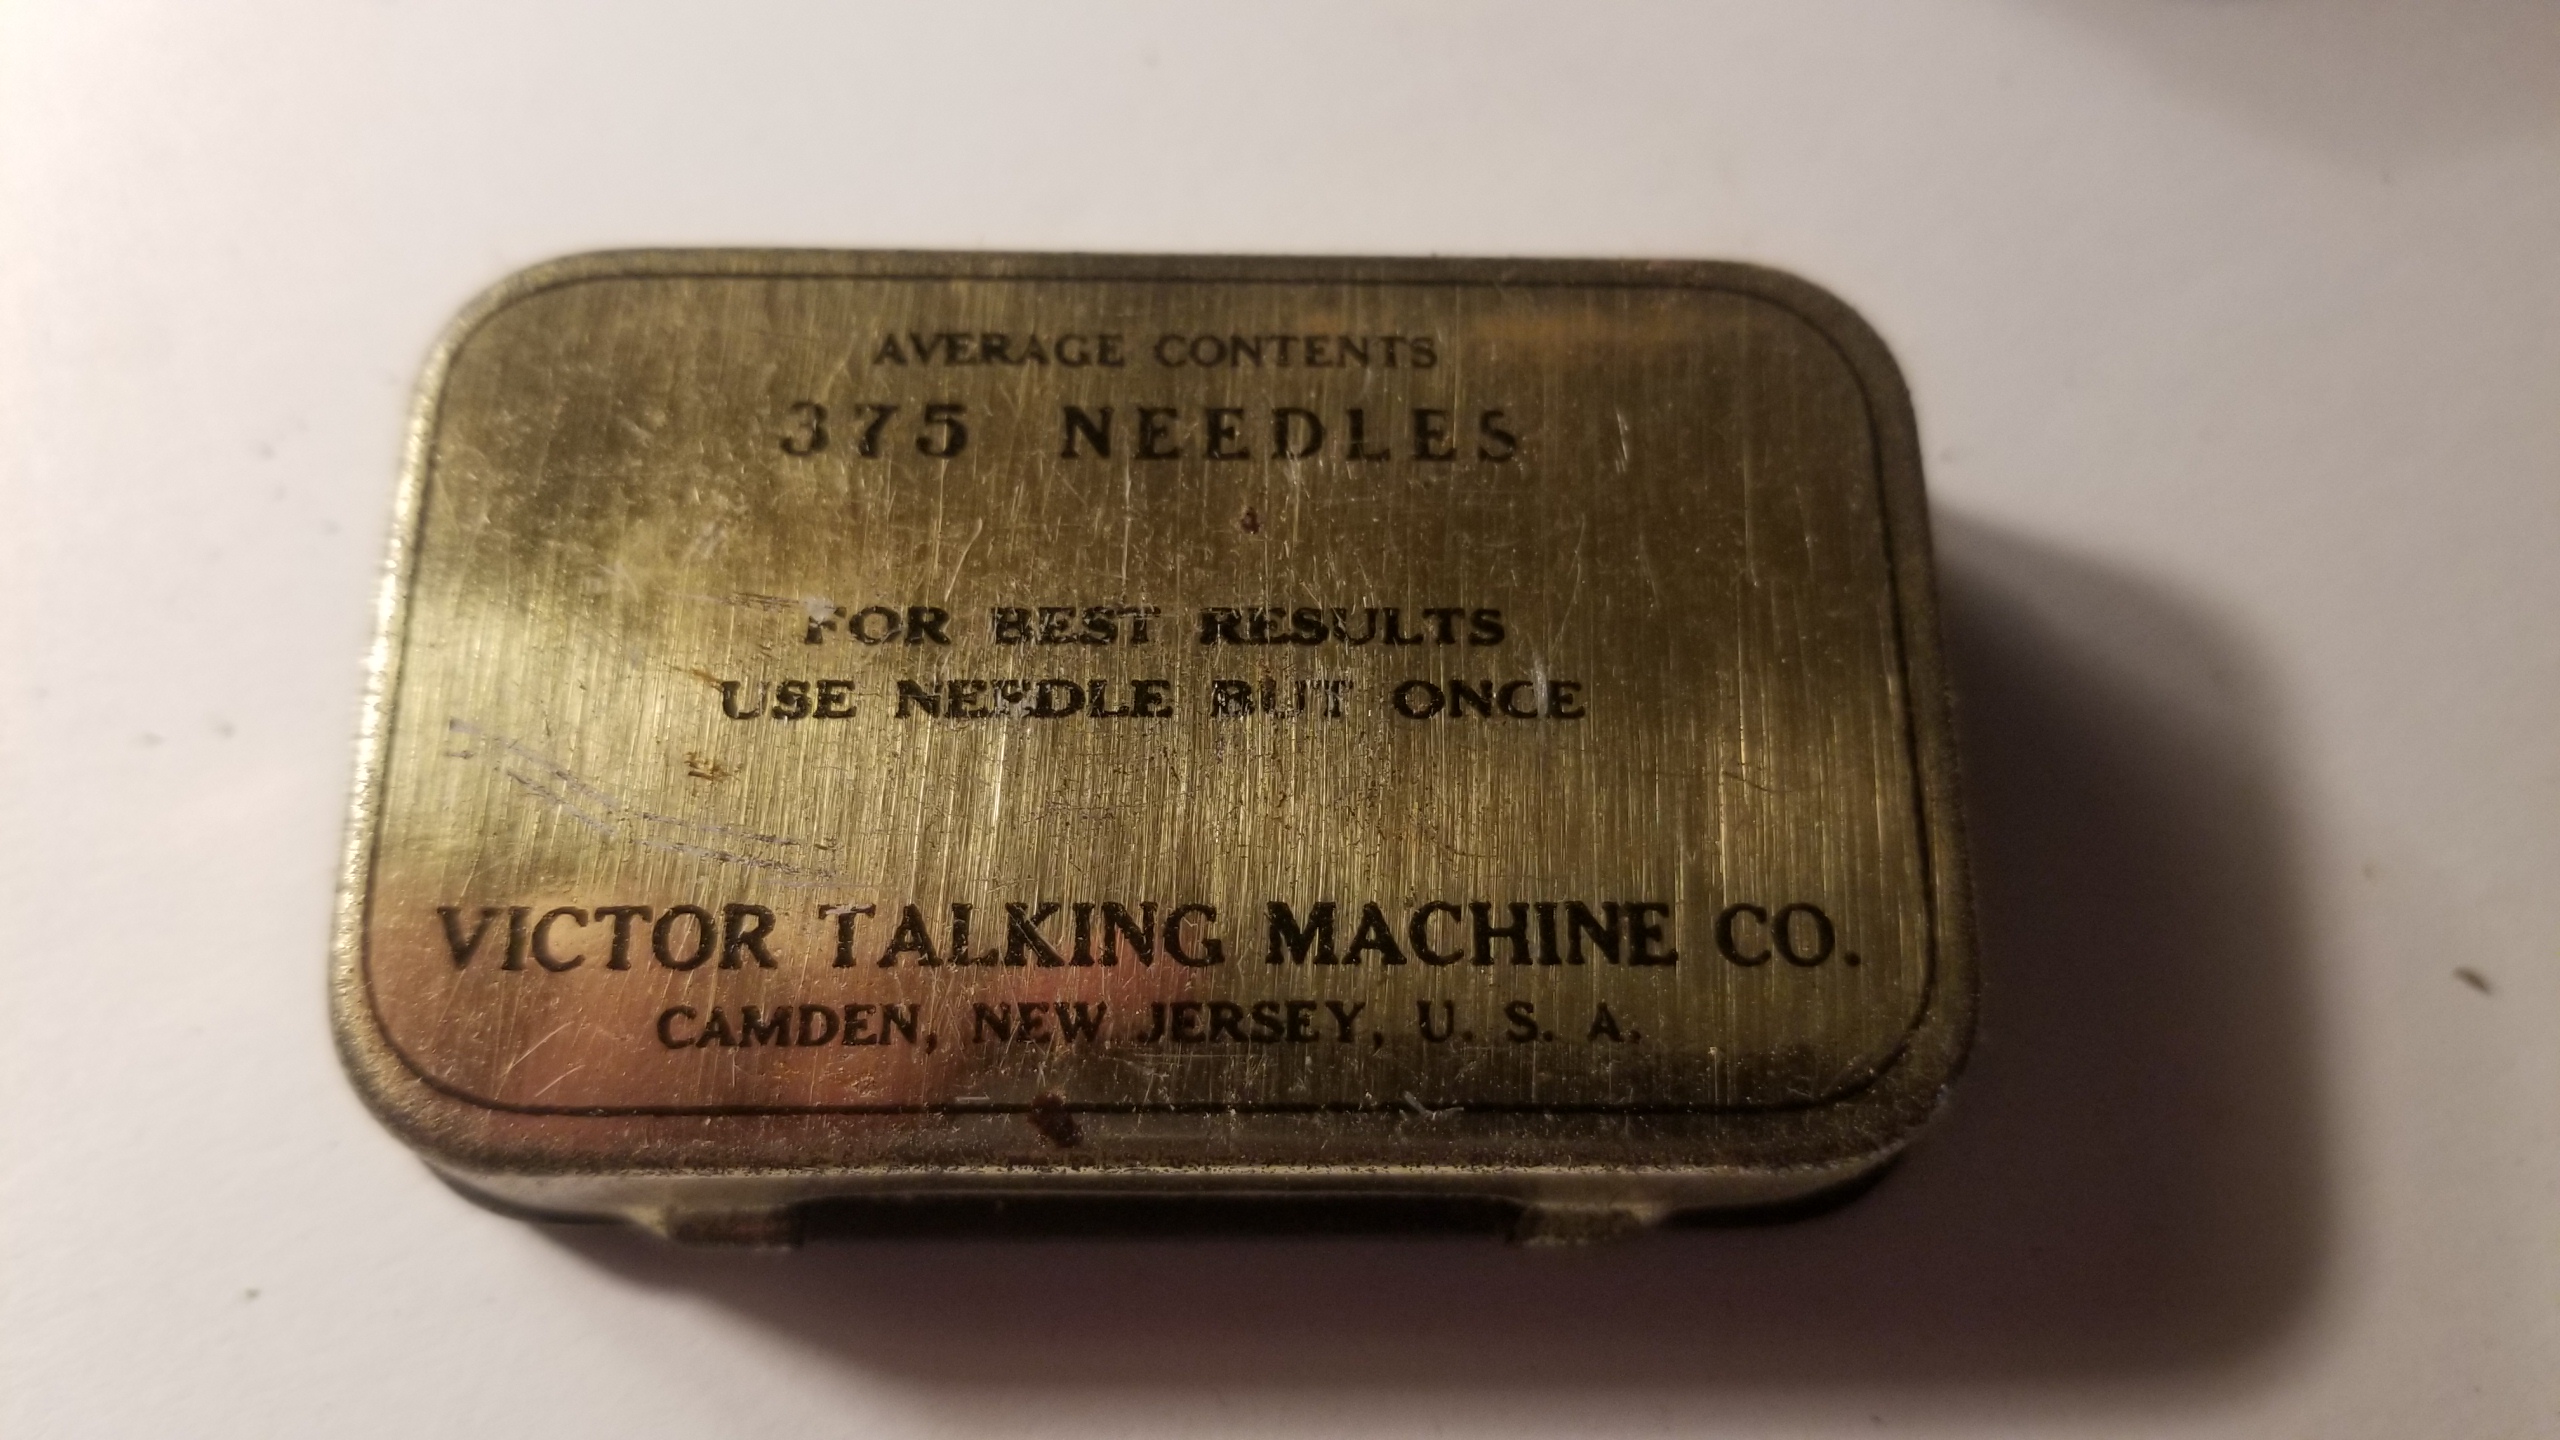 AVERAGE CONTENTS
375 NEEDLES
FOR BEST RESULTS
USE NEEDLE BUT ONCE
VICTOR TALKING MACHINE CO.
CAMDEN, NEW JERSEY, U. S. A.